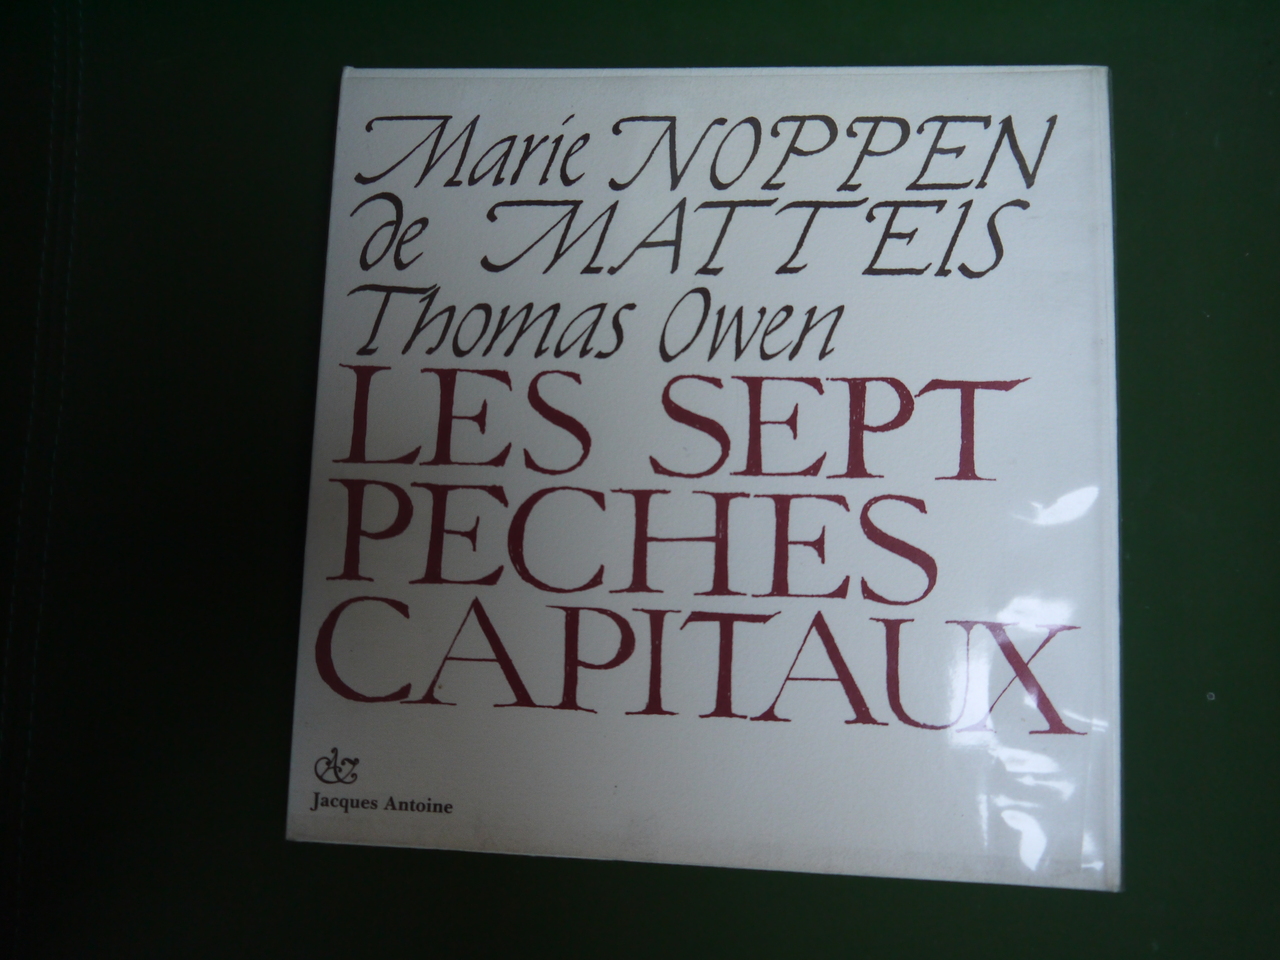 Marie NOPPEN
de MATTEIS
Thomas Owen
LES SEPT
PECHES
CAPITAUX
Jacques Antoine